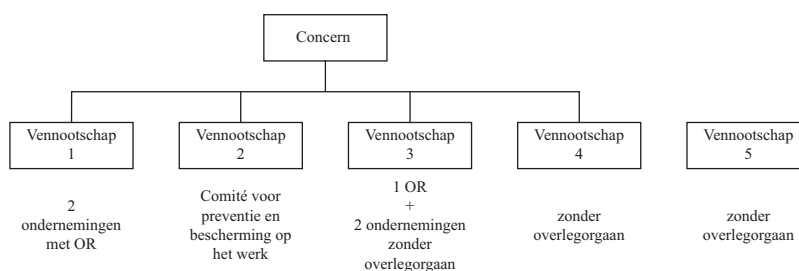 Concern
Vennootschap
1
Vennootschap
2
Vennootschap
3
Vennootschap
4
Vennootschap
5
2
ondernemingen
met OR
Comité voor
preventie en
bescherming op
het werk
1 OR
+
2 ondernemingen
zonder
overlegorgaan
zonder
overlegorgaan
zonder
overlegorgaan